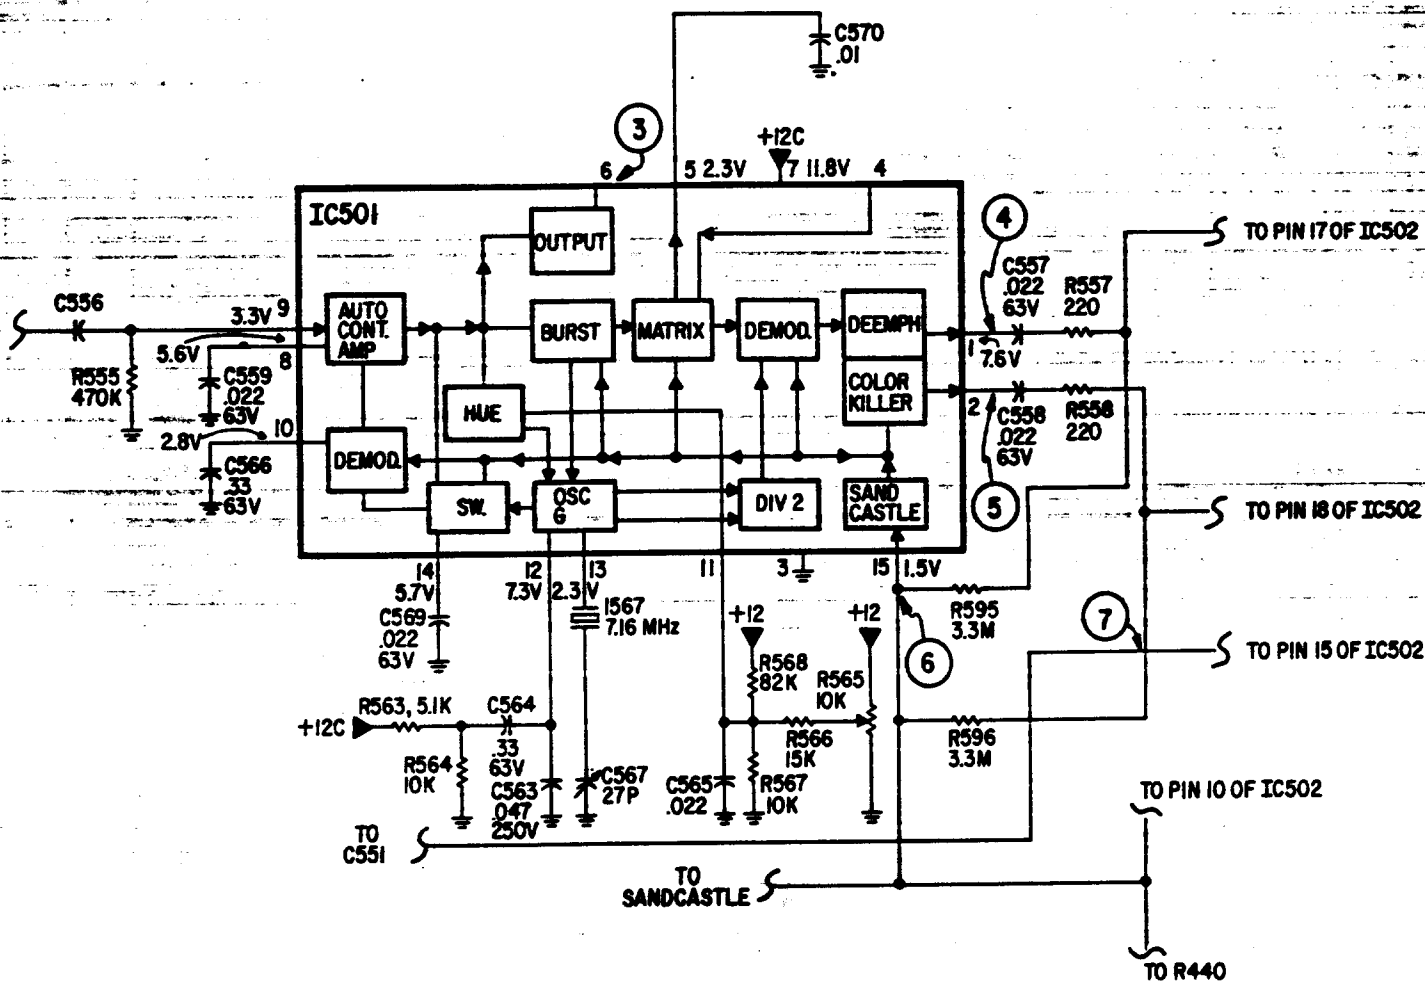 C570
.01
3
+12C
6
5 2.3V
7 11.8V
4
IC501
OUTPUT
4
TO PIN 17 OF IC502
C556
3.3V
9
AUTO
CONT.
AMP
BURST
MATRIX
DEMOD.
DEEMPH
C557
.022
63V
R557
220
5.6V
8
1
7.6V
R555
470K
C559
.022
63V
HUE
COLOR
KILLER
2
C558
.022
63V
R558
220
2.8V
10
C566
.33
63V
DEMOD.
SW.
OSC
G
DIV 2
SAND
CASTLE
5
TO PIN 18 OF IC502
14
5.7V
12
7.3V
13
2.3 V
11
3
15
1.5V
C569
.022
63V
1567
7.16 MHz
+12
+12
R595
3.3M
7
6
TO PIN 15 OF IC502
R568
82K
R565
10K
R563, 5.1K
C564
.33
63V
+12C
R564
10K
C563
.047
250V
C567
27P
C565
.022
R566
15K
R567
10K
R596
3.3M
TO PIN 10 OF IC502
TO
C551
TO
SANDCASTLE
TO R440